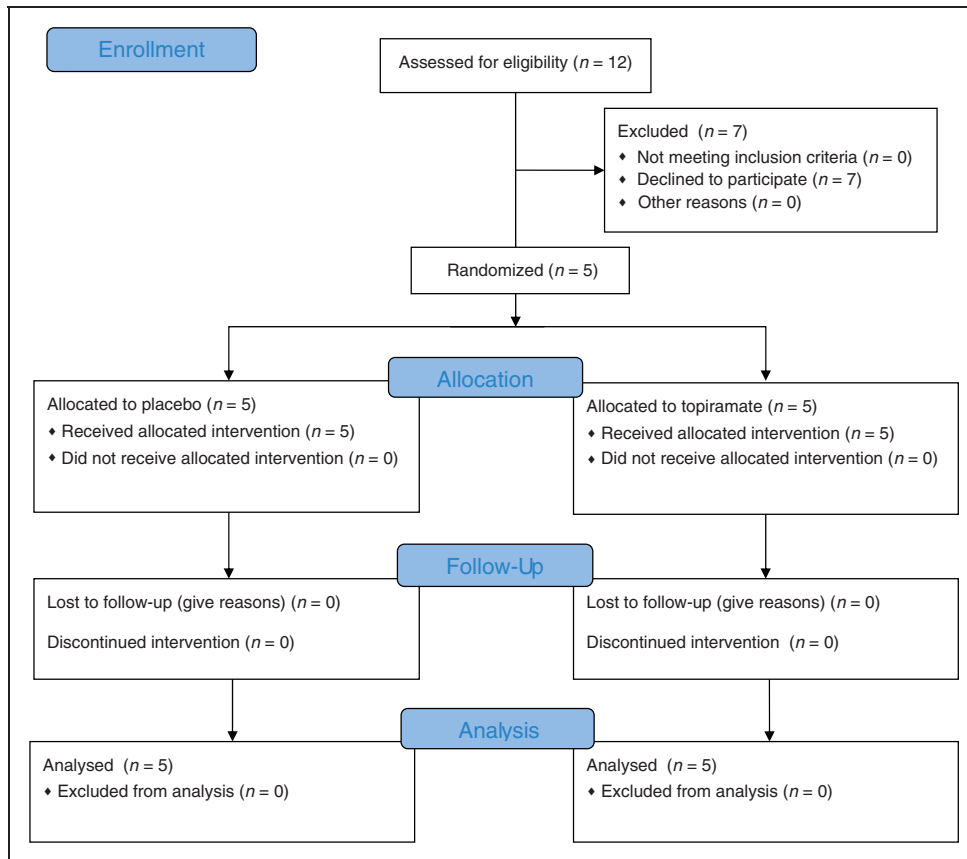 Enrollment
Assessed for eligibility (n = 12)
Excluded (n = 7)
♦ Not meeting inclusion criteria (n = 0)
♦ Declined to participate (n = 7)
♦ Other reasons (n = 0)
Randomized (n = 5)
Allocation
Allocated to placebo (n = 5)
♦ Received allocated intervention (n = 5)
♦ Did not receive allocated intervention (n = 0)
Allocated to topiramate (n = 5)
♦ Received allocated intervention (n = 5)
♦ Did not receive allocated intervention (n = 0)
Follow-Up
Lost to follow-up (give reasons) (n = 0)
Discontinued intervention (n = 0)
Lost to follow-up (give reasons) (n = 0)
Discontinued intervention (n = 0)
Analysis
Analysed (n = 5)
♦ Excluded from analysis (n = 0)
Analysed (n = 5)
♦ Excluded from analysis (n = 0)